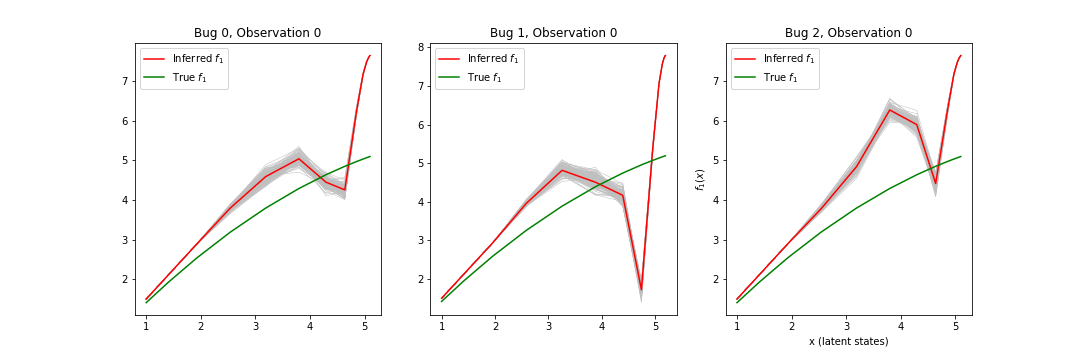 Bug 0, Observation 0
Inferred f₁
True f₁
7
6
5
4
3
2
1 2 3 4 5
Bug 1, Observation 0
Inferred f₁
True f₁
8
7
6
5
4
3
2
1 2 3 4 5
Bug 2, Observation 0
Inferred f₁
True f₁
f₁(x)
7
6
5
4
3
2
1 2 3 4 5
x (latent states)